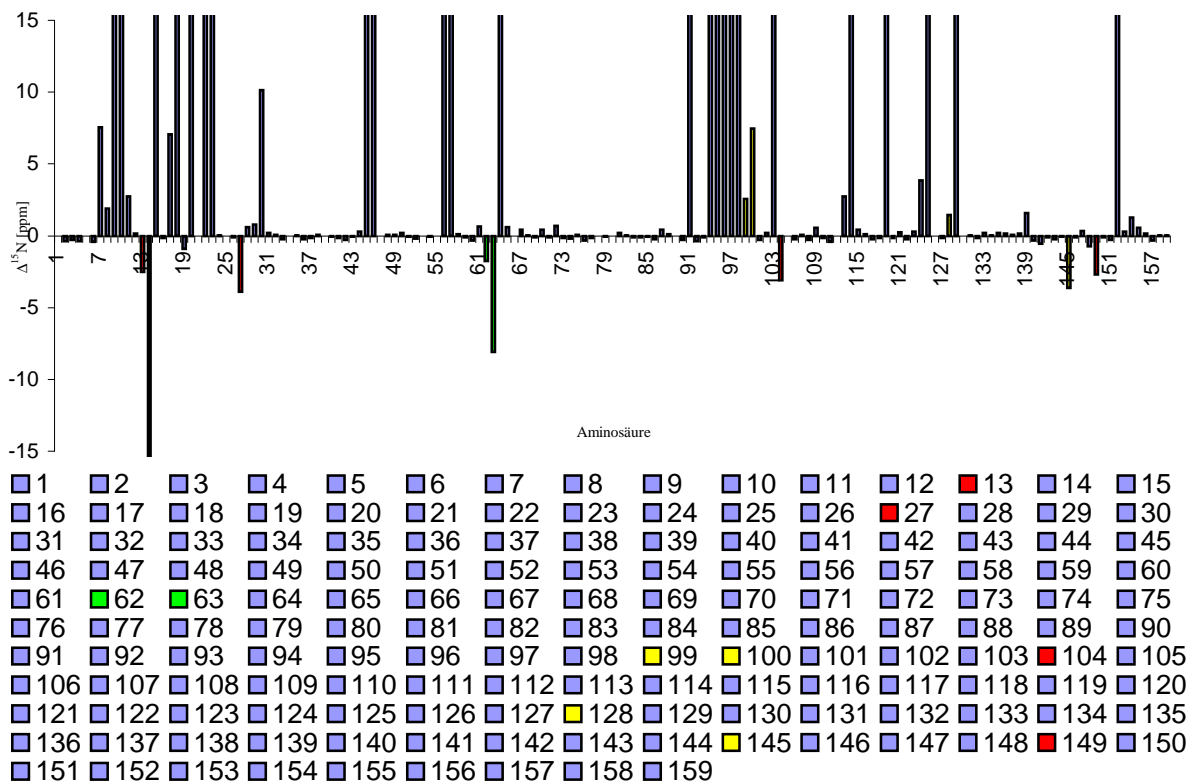 15
10
5
0
-5
-10
-15
Δ¹⁵N [ppm]
1 7 13 19 25 31 37 43 49 55 61 67 73 79 85 91 97 103 109 115 121 127 133 139 145 151 157
Aminosäure
1 2 3 4 5 6 7 8 9 10 11 12 13 14 15
16 17 18 19 20 21 22 23 24 25 26 27 28 29 30
31 32 33 34 35 36 37 38 39 40 41 42 43 44 45
46 47 48 49 50 51 52 53 54 55 56 57 58 59 60
61 62 63 64 65 66 67 68 69 70 71 72 73 74 75
76 77 78 79 80 81 82 83 84 85 86 87 88 89 90
91 92 93 94 95 96 97 98 99 100 101 102 103 104 105
106 107 108 109 110 111 112 113 114 115 116 117 118 119 120
121 122 123 124 125 126 127 128 129 130 131 132 133 134 135
136 137 138 139 140 141 142 143 144 145 146 147 148 149 150
151 152 153 154 155 156 157 158 159